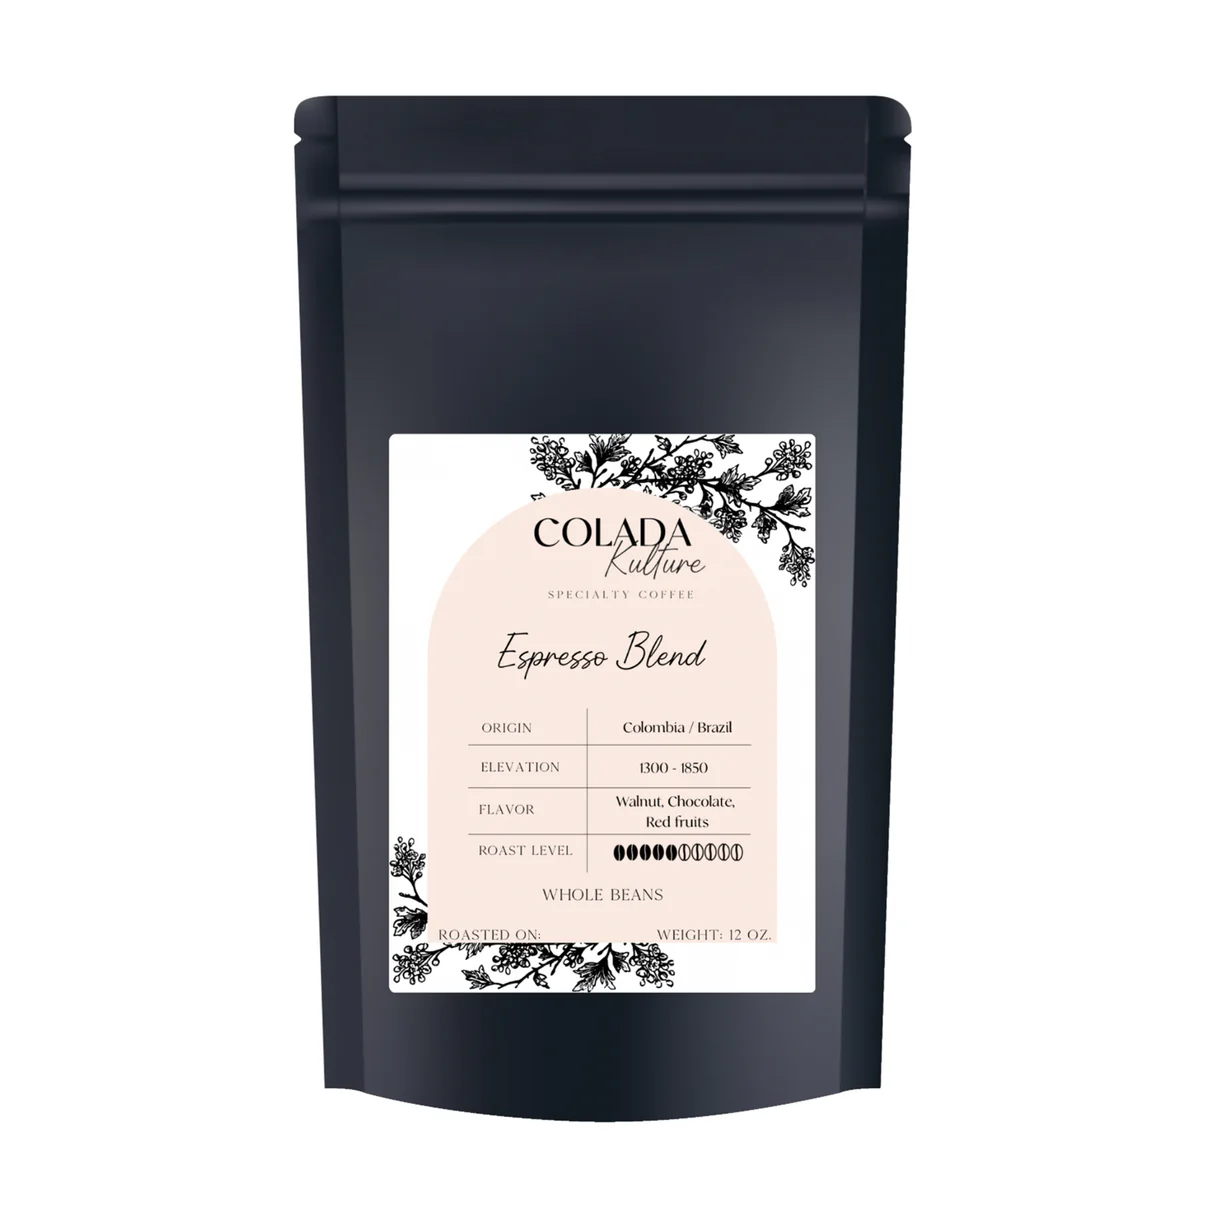 COLADA
Kulture
SPECIALTY COFFEE
Espresso Blend
ORIGIN Colombia / Brazil
ELEVATION 1300 - 1850
FLAVOR Walnut, Chocolate,
Red fruits
ROAST LEVEL
WHOLE BEANS
ROASTED ON: WEIGHT: 12 OZ.